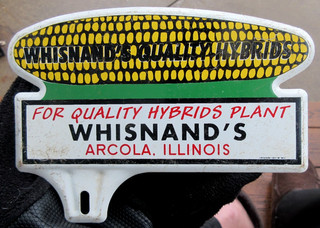 WHISNAND'S QUALITY HYBRIDS
FOR QUALITY HYBRIDS PLANT
WHISNAND'S
ARCOLA, ILLINOIS